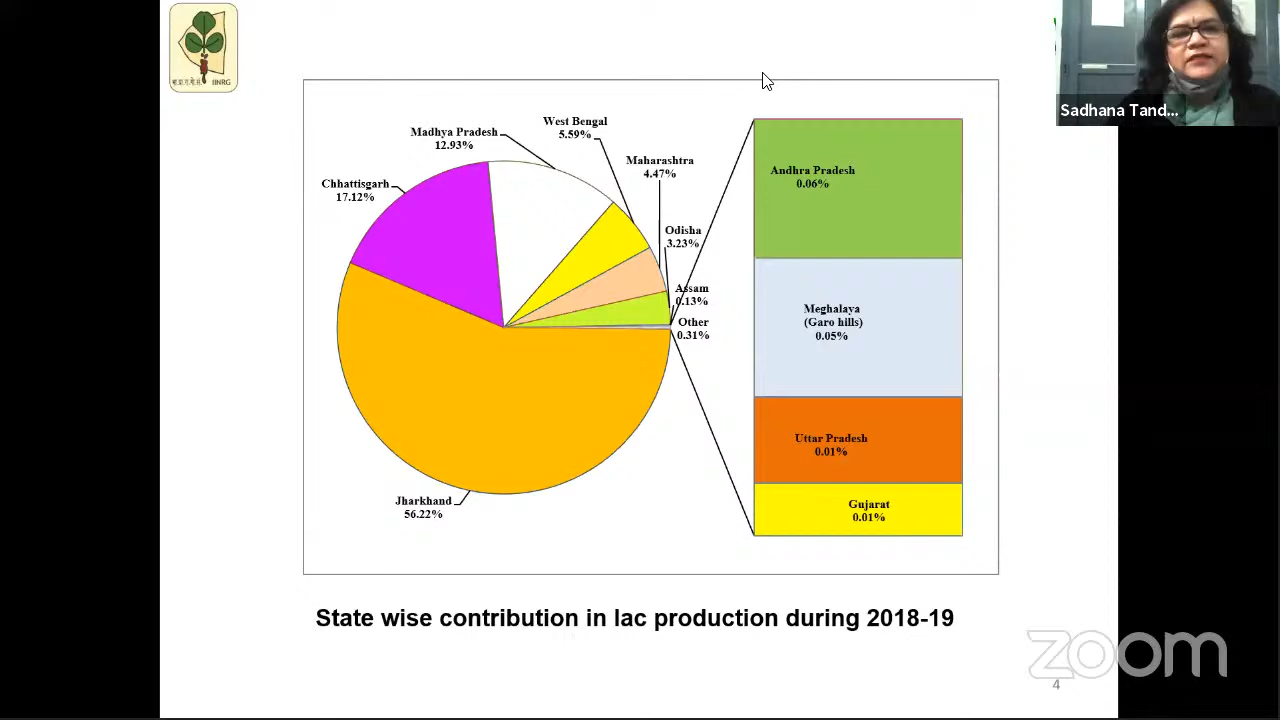 IINRG
Sadhana Tand...
West Bengal
5.59%
Madhya Pradesh
12.93%
Maharashtra
4.47%
Chhattisgarh
17.12%
Odisha
3.23%
Assam
0.13%
Other
0.31%
Jharkhand
56.22%
Andhra Pradesh
0.06%
Meghalaya
(Garo hills)
0.05%
Uttar Pradesh
0.01%
Gujarat
0.01%
State wise contribution in lac production during 2018-19
zoom
4